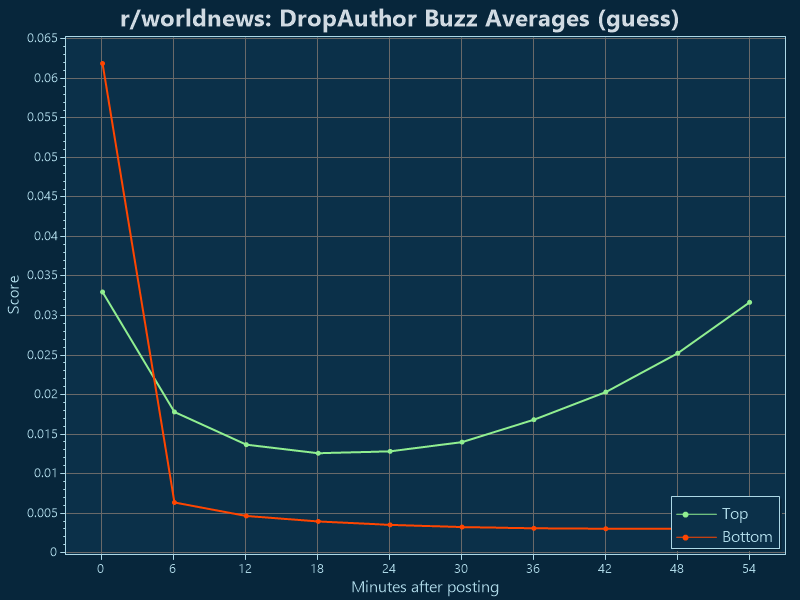 r/worldnews: DropAuthor Buzz Averages (guess)
0.065
0.06
0.055
0.05
0.045
0.04
0.035
0.03
0.025
0.02
0.015
0.01
0.005
0
Score
Top
Bottom
0 6 12 18 24 30 36 42 48 54
Minutes after posting